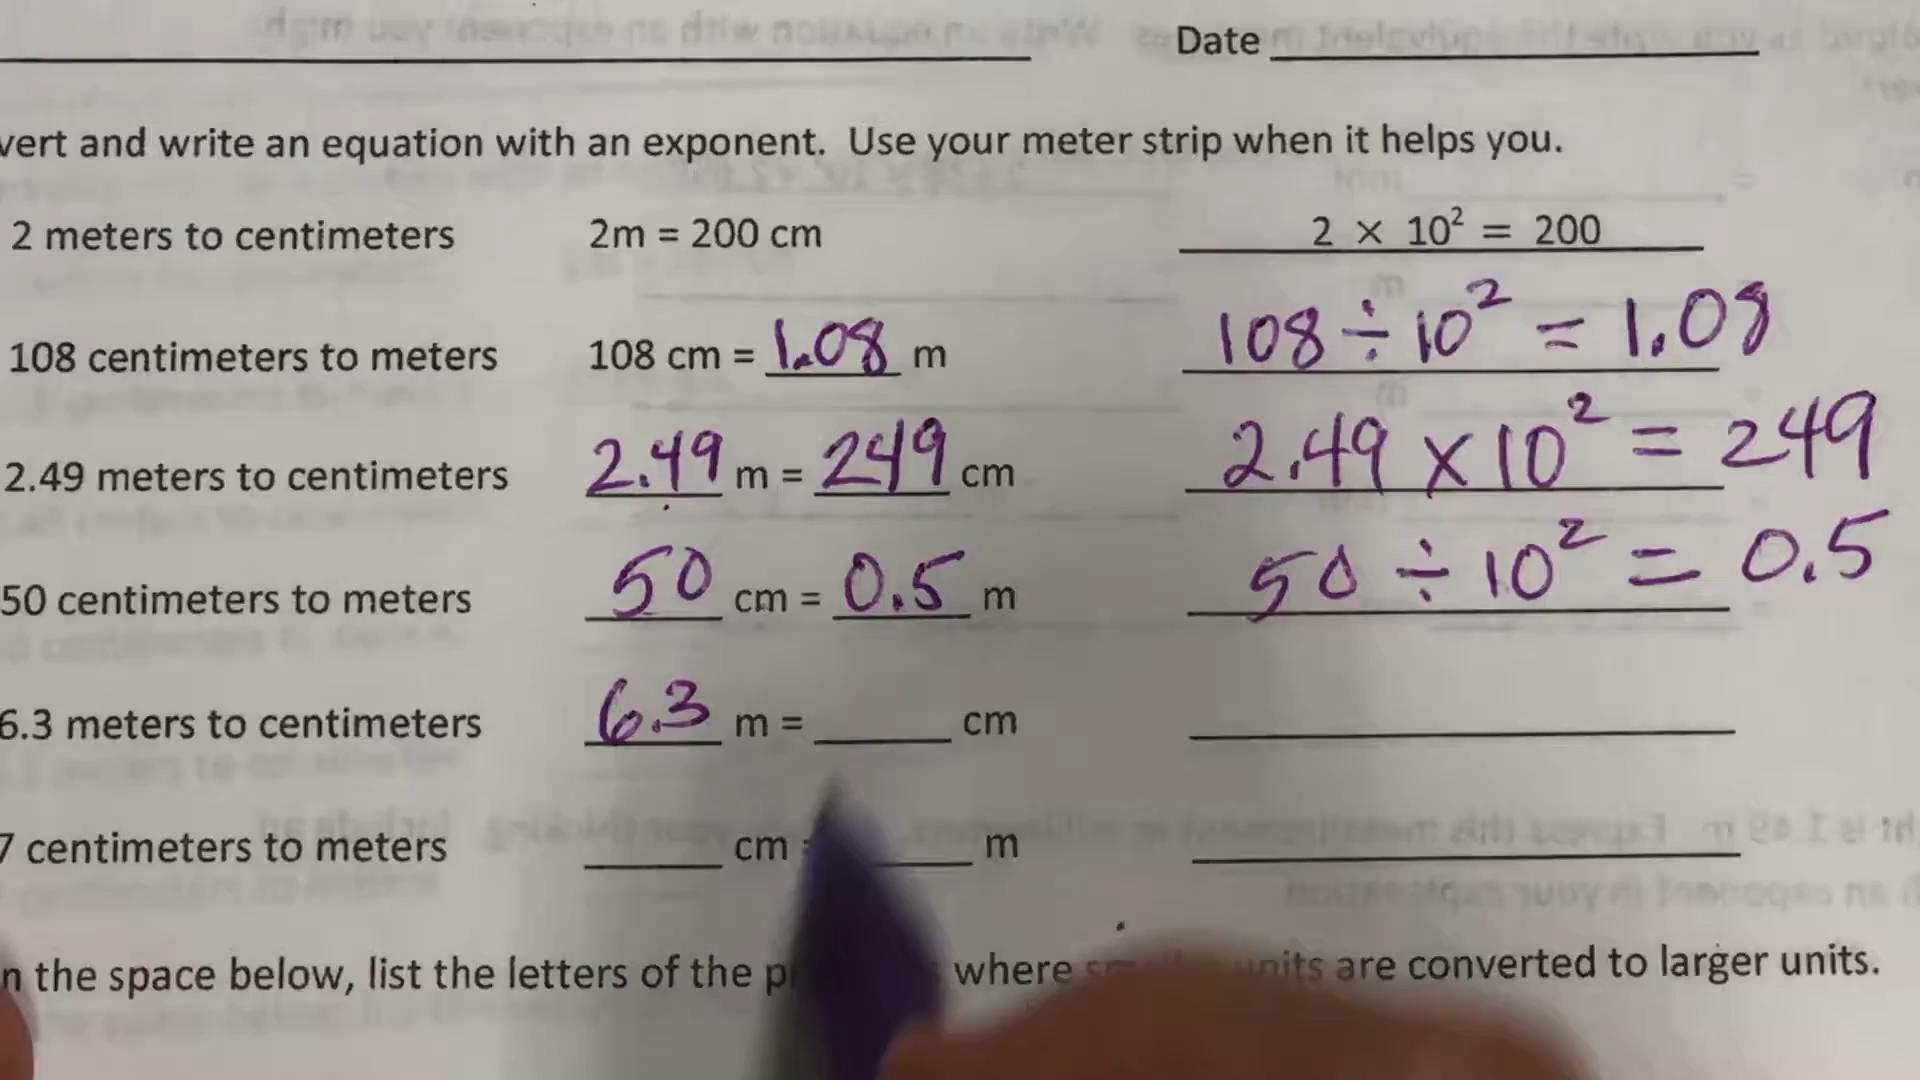 Date
vert and write an equation with an exponent. Use your meter strip when it helps you.
2 meters to centimeters 2m = 200 cm 2 × 10² = 200
108 centimeters to meters 108 cm = 1.08 m 108 ÷ 10² = 1.08
2.49 meters to centimeters 2.49 m = 249 cm 2.49 × 10² = 249
50 centimeters to meters 50 cm = 0.5 m 50 ÷ 10² = 0.5
6.3 meters to centimeters 6.3 m = ____ cm
7 centimeters to meters ____ cm = ____ m
n the space below, list the letters of the where units are converted to larger units.